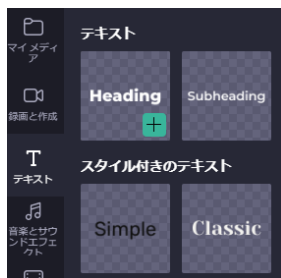 マイ メディ
ア
録画と作成
テキスト
音楽とサウ
ンドエフェ
クト
テキスト
Heading
Subheading
スタイル付きのテキスト
Simple
Classic